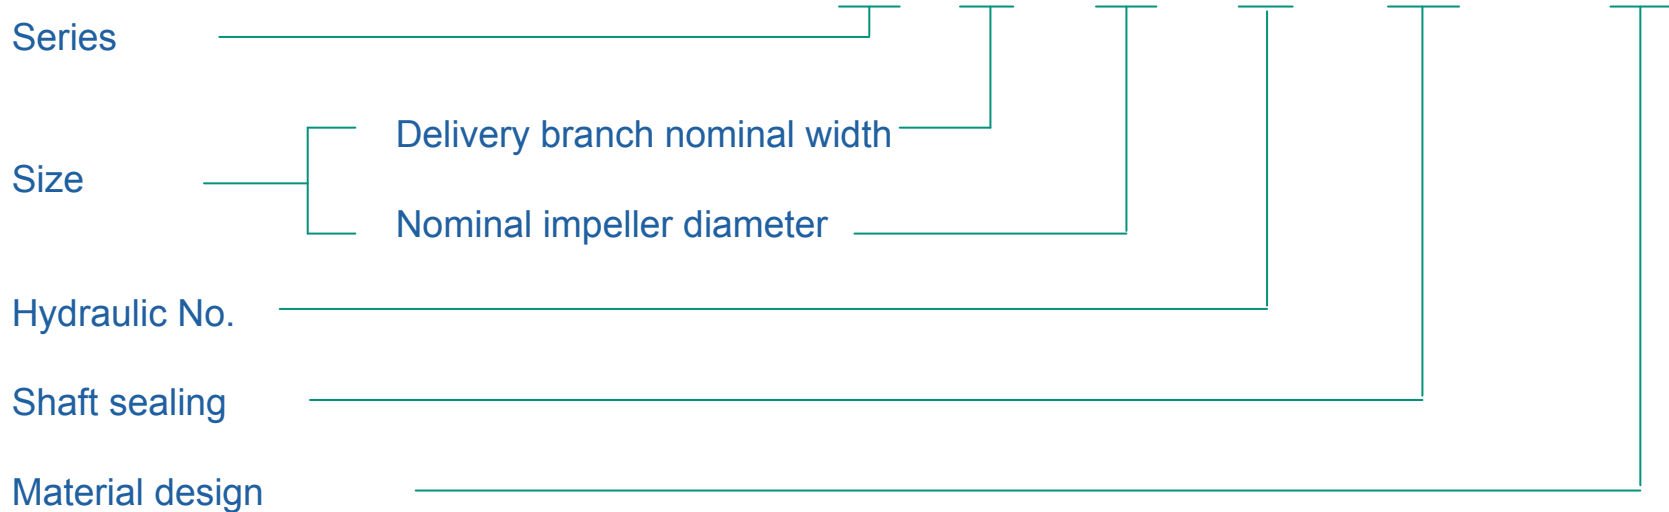 Series
Delivery branch nominal width
Size
Nominal impeller diameter
Hydraulic No.
Shaft sealing
Material design